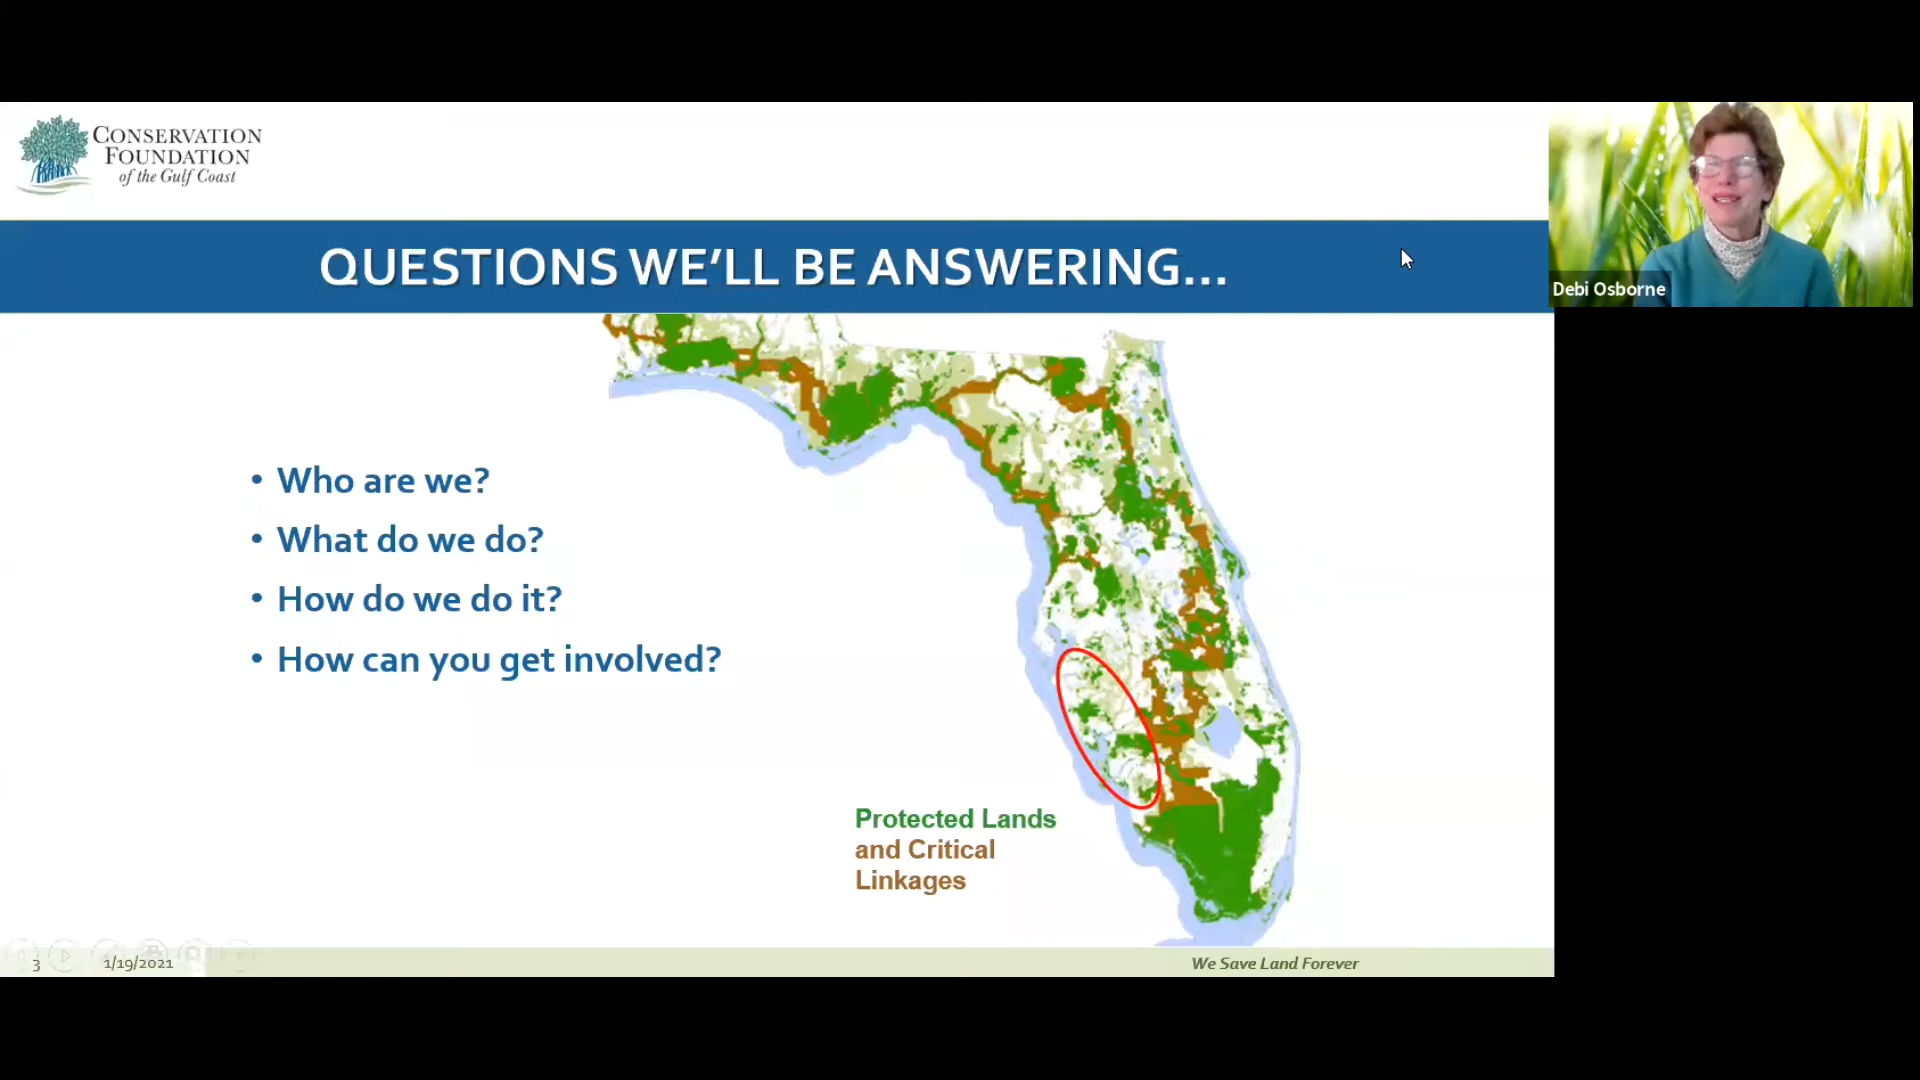 CONSERVATION
FOUNDATION
of the Gulf Coast
QUESTIONS WE’LL BE ANSWERING...
• Who are we?
• What do we do?
• How do we do it?
• How can you get involved?
Protected Lands
and Critical
Linkages
3
1/19/2021
We Save Land Forever
Debi Osborne